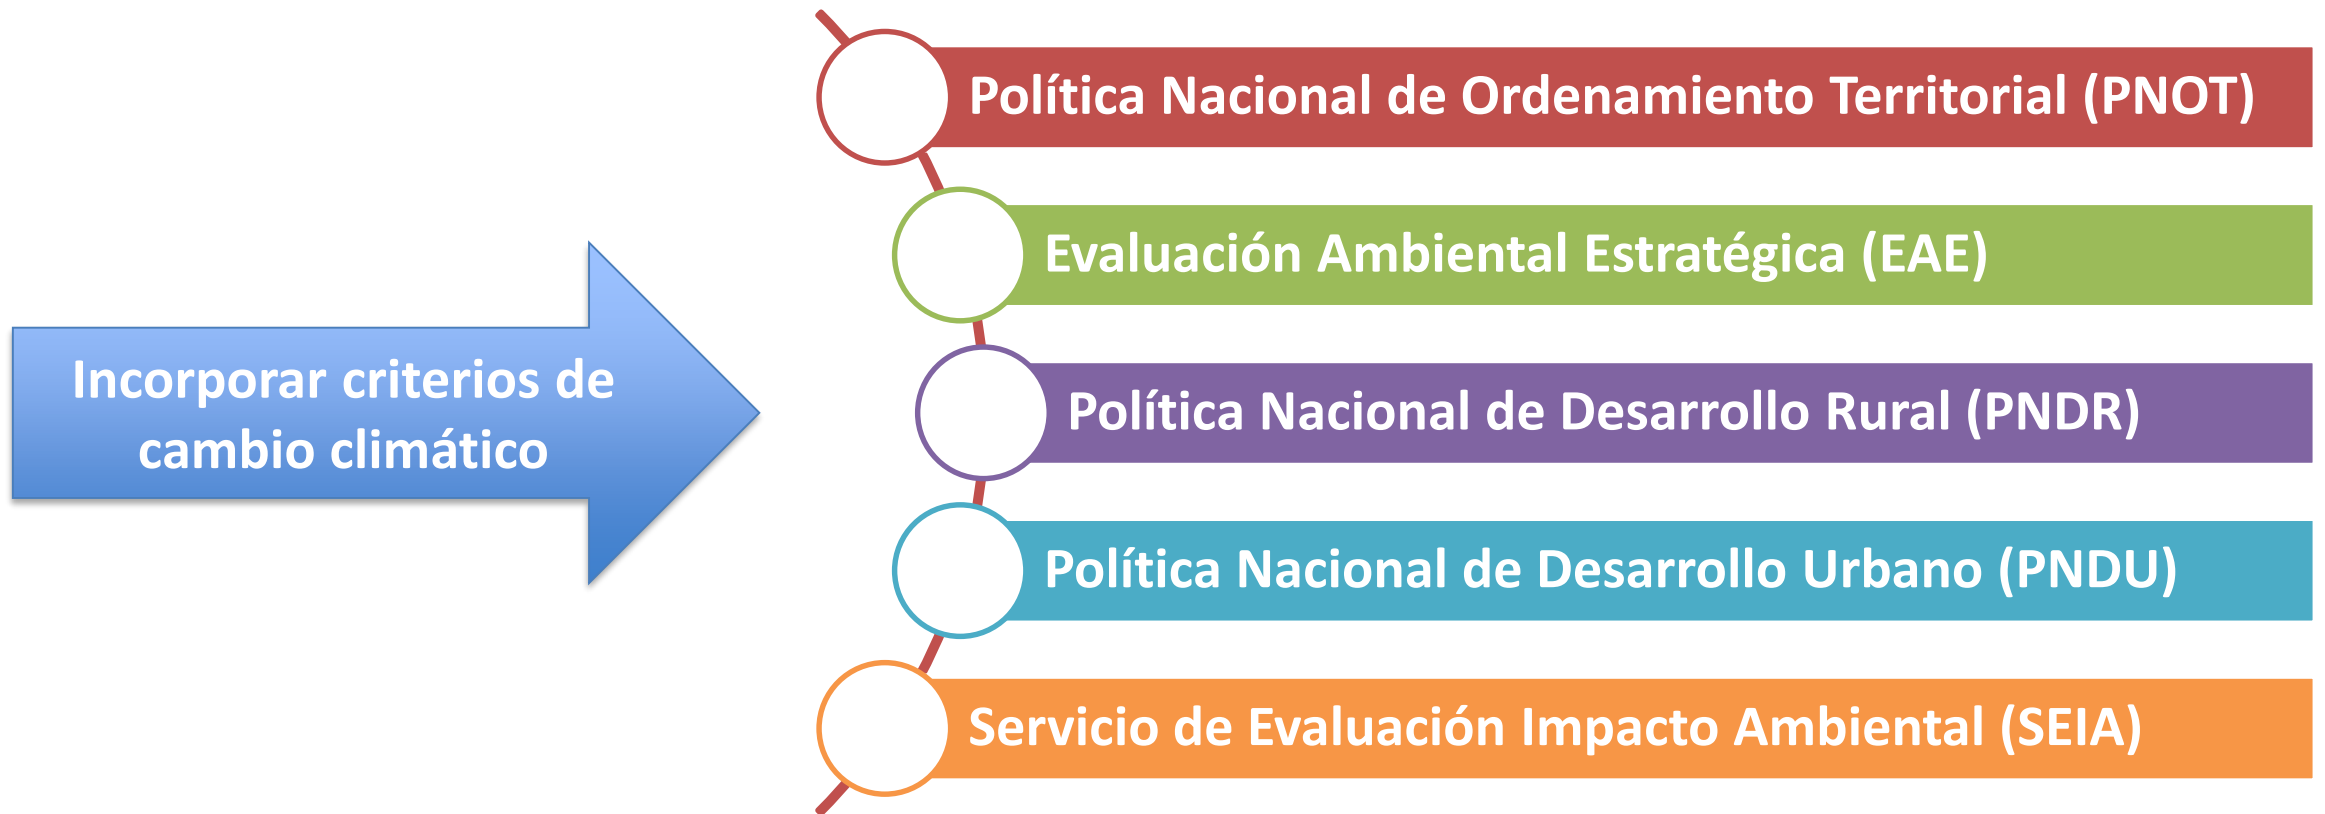 Incorporar criterios de
cambio climático
Política Nacional de Ordenamiento Territorial (PNOT)
Evaluación Ambiental Estratégica (EAE)
Política Nacional de Desarrollo Rural (PNDR)
Política Nacional de Desarrollo Urbano (PNDU)
Servicio de Evaluación Impacto Ambiental (SEIA)